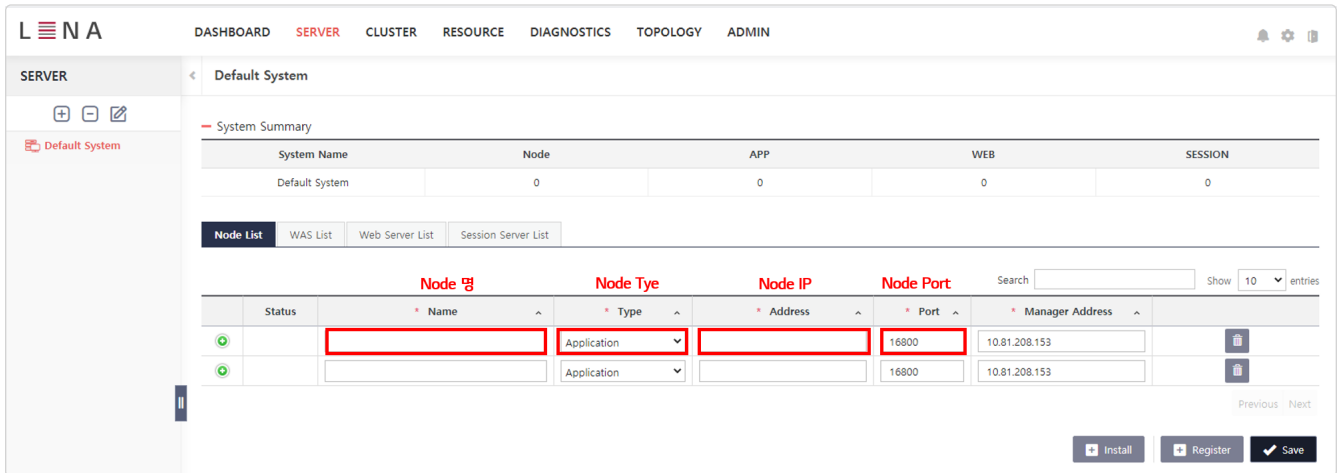 LENA DASHBOARD SERVER CLUSTER RESOURCE DIAGNOSTICS TOPOLOGY ADMIN
SERVER Default System
Default System
System Summary
System Name Node APP WEB SESSION
Default System 0 0 0 0
Node List WAS List Web Server List Session Server List
Node 명 Node Tye Node IP Node Port Search Show 10 entries
Status * Name * Type * Address * Port * Manager Address
Application 16800 10.81.208.153
Application 16800 10.81.208.153
Previous Next
Install Register Save